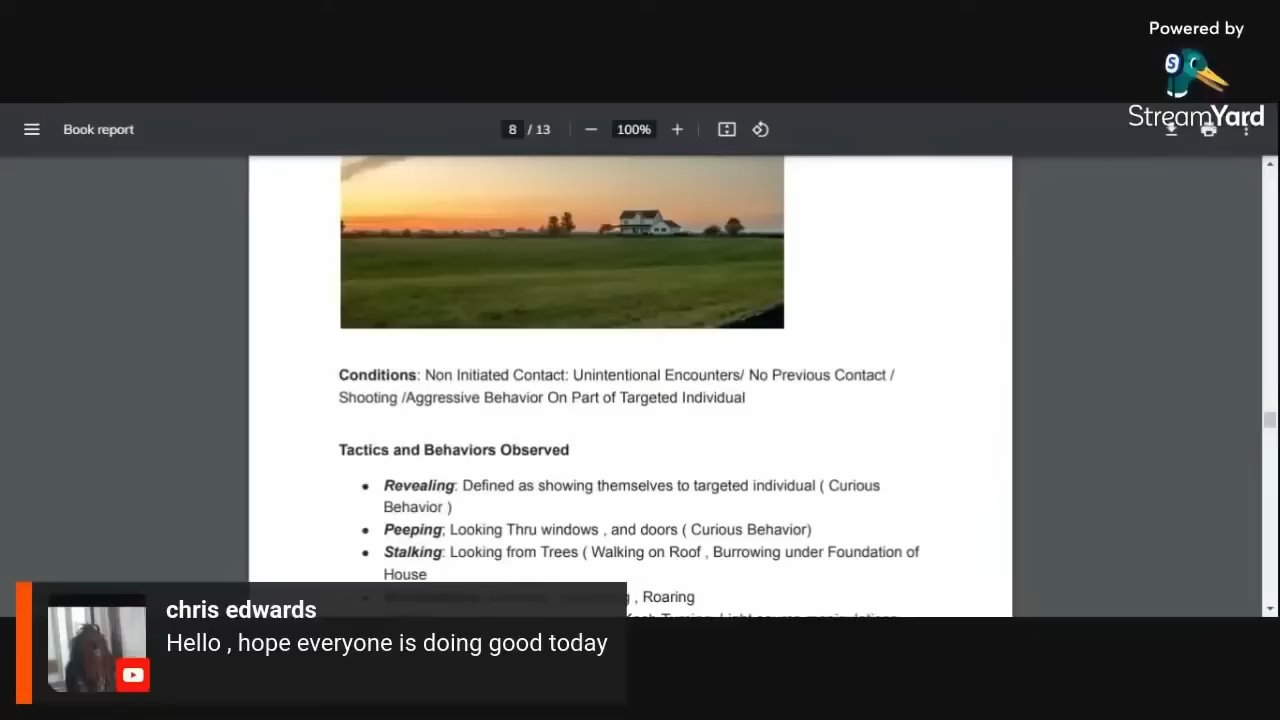 Powered by
StreamYard
Book report
8 / 13
100%
Conditions: Non Initiated Contact: Unintentional Encounters/ No Previous Contact /
Shooting /Aggressive Behavior On Part of Targeted Individual
Tactics and Behaviors Observed
Revealing: Defined as showing themselves to targeted individual ( Curious
Behavior )
Peeping; Looking Thru windows , and doors ( Curious Behavior)
Stalking: Looking from Trees ( Walking on Roof , Burrowing under Foundation of
House
, Roaring
chris edwards
Hello , hope everyone is doing good today